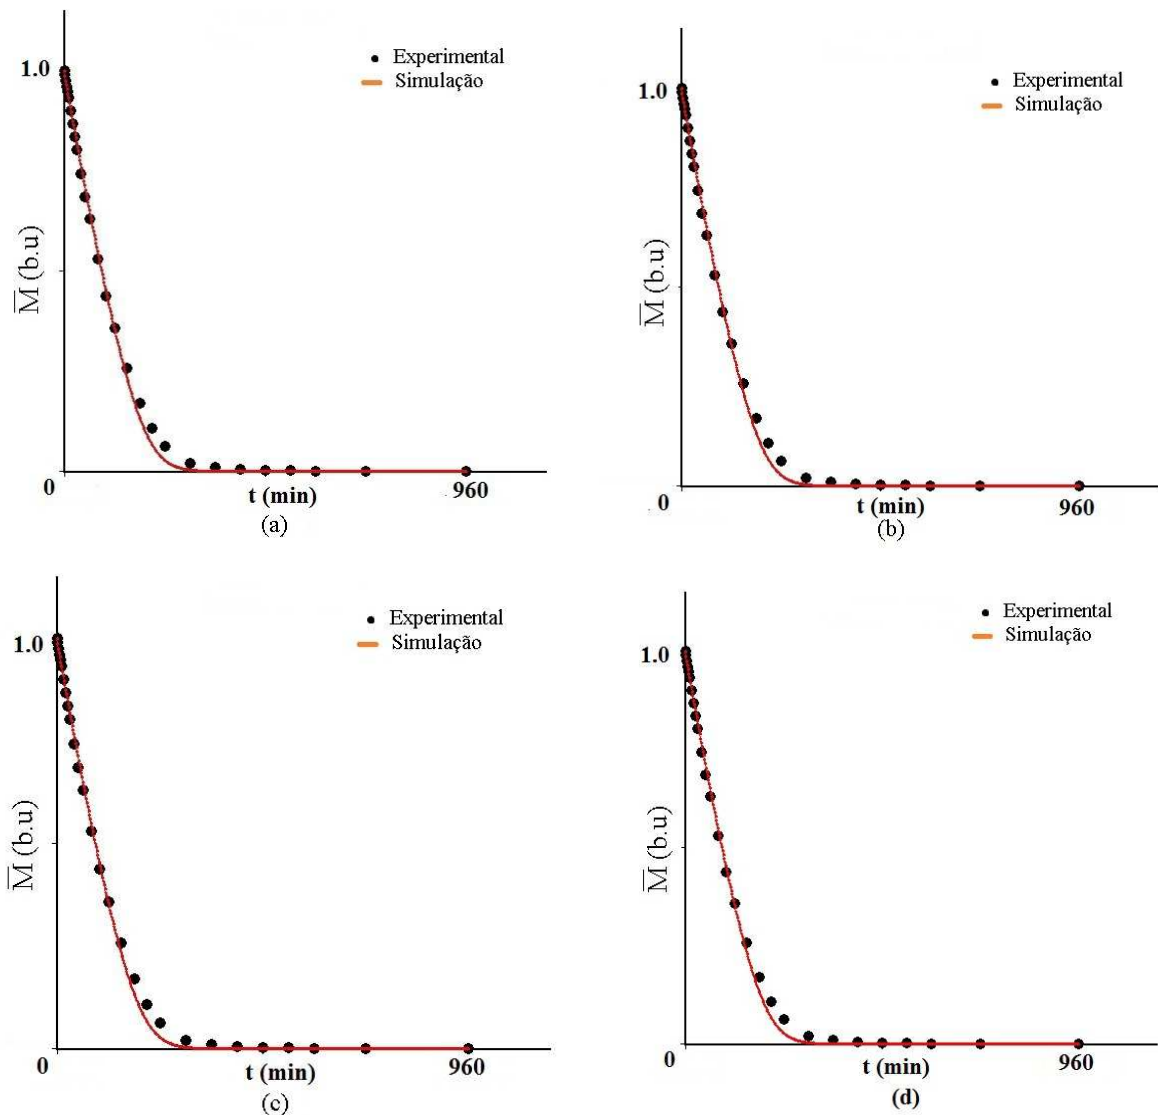 Experimental
Simulação
1.0
M̅ (b.u)
0
t (min)
960
(a)
Experimental
Simulação
1.0
M̅ (b.u)
0
t (min)
960
(b)
Experimental
Simulação
1.0
M̅ (b.u)
0
t (min)
960
(c)
Experimental
Simulação
1.0
M̅ (b.u)
0
t (min)
960
(d)